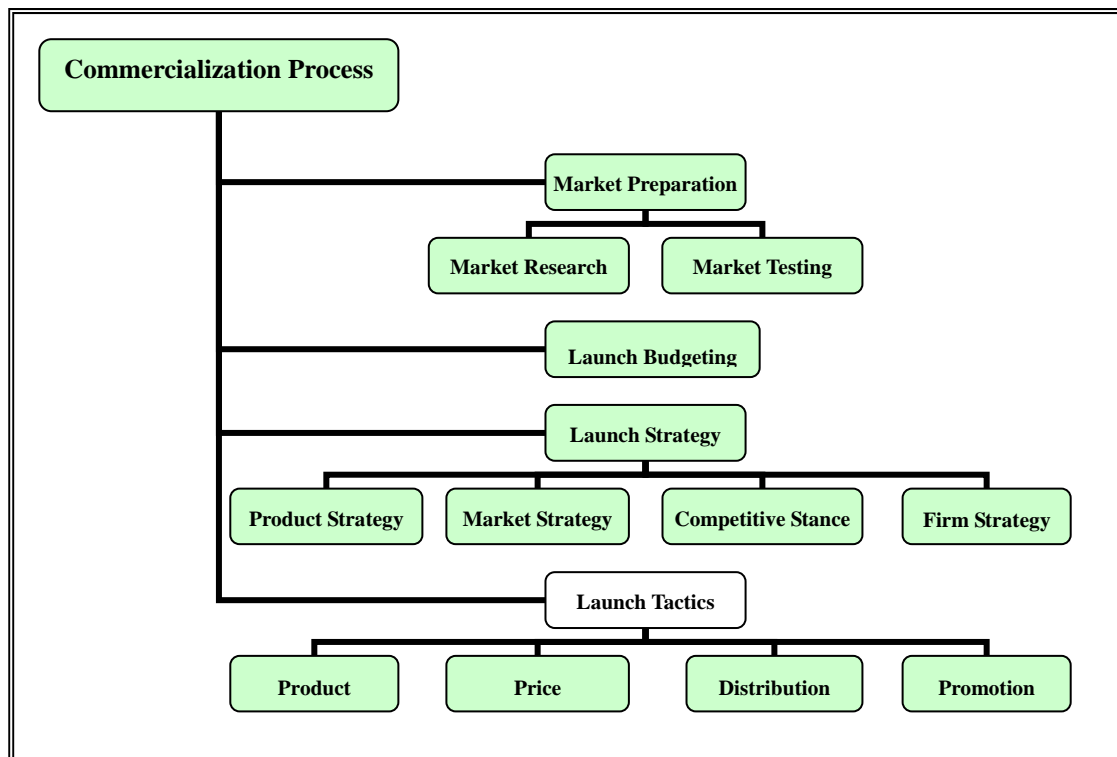 Commercialization Process
Market Preparation
Market Research
Market Testing
Launch Budgeting
Launch Strategy
Product Strategy
Market Strategy
Competitive Stance
Firm Strategy
Launch Tactics
Product
Price
Distribution
Promotion